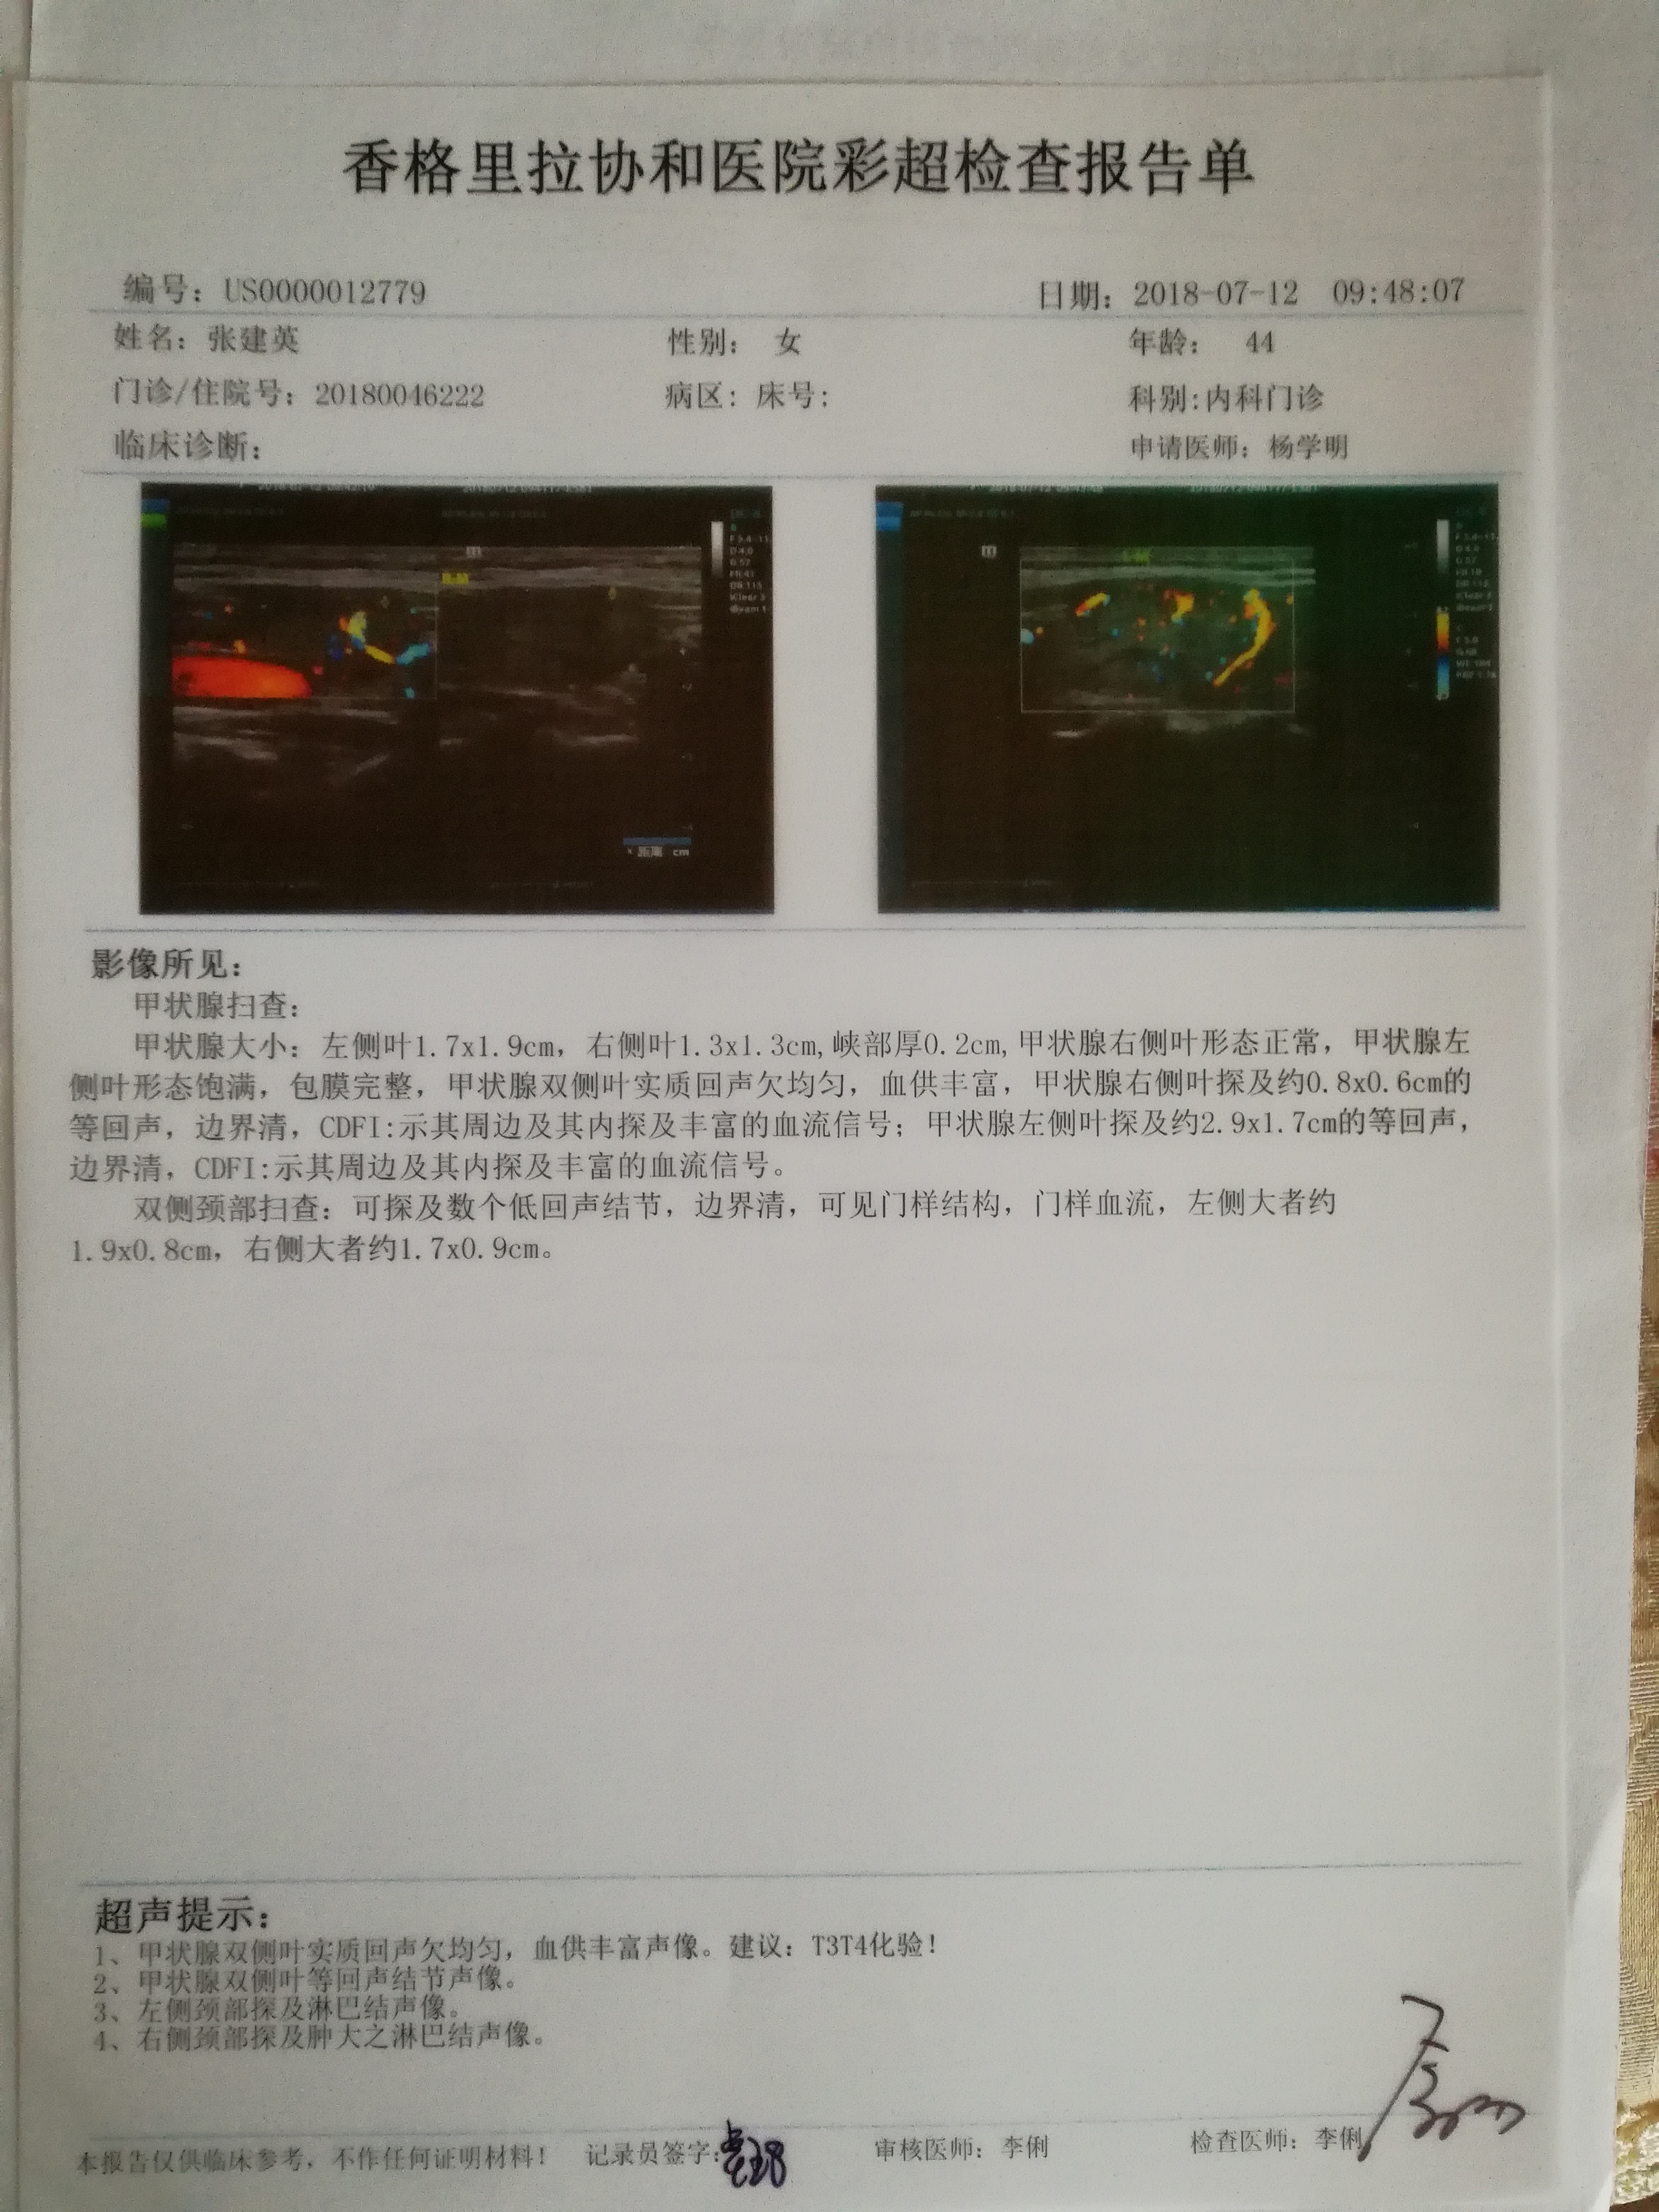 香格里拉协和医院彩超检查报告单
编号：US0000012779 日期：2018-07-12 09:48:07
姓名：张建英 性别： 女 年龄： 44
门诊/住院号：20180046222 病区: 床号: 科别:内科门诊
临床诊断： 申请医师：杨学明
距离 cm
影像所见：
甲状腺扫查：
甲状腺大小：左侧叶1.7x1.9cm，右侧叶1.3x1.3cm,峡部厚0.2cm,甲状腺右侧叶形态正常，甲状腺左
侧叶形态饱满，包膜完整，甲状腺双侧叶实质回声欠均匀，血供丰富，甲状腺右侧叶探及约0.8x0.6cm的
等回声，边界清，CDFI:示其周边及其内探及丰富的血流信号；甲状腺左侧叶探及约2.9x1.7cm的等回声，
边界清，CDFI:示其周边及其内探及丰富的血流信号。
双侧颈部扫查：可探及数个低回声结节，边界清，可见门样结构，门样血流，左侧大者约
1.9x0.8cm，右侧大者约1.7x0.9cm。
超声提示：
1、甲状腺双侧叶实质回声欠均匀，血供丰富声像。建议：T3T4化验！
2、甲状腺双侧叶等回声结节声像。
3、左侧颈部探及淋巴结声像。
4、右侧颈部探及肿大之淋巴结声像。
本报告仅供临床参考，不作任何证明材料！ 记录员签字： 审核医师：李俐 检查医师：李俐